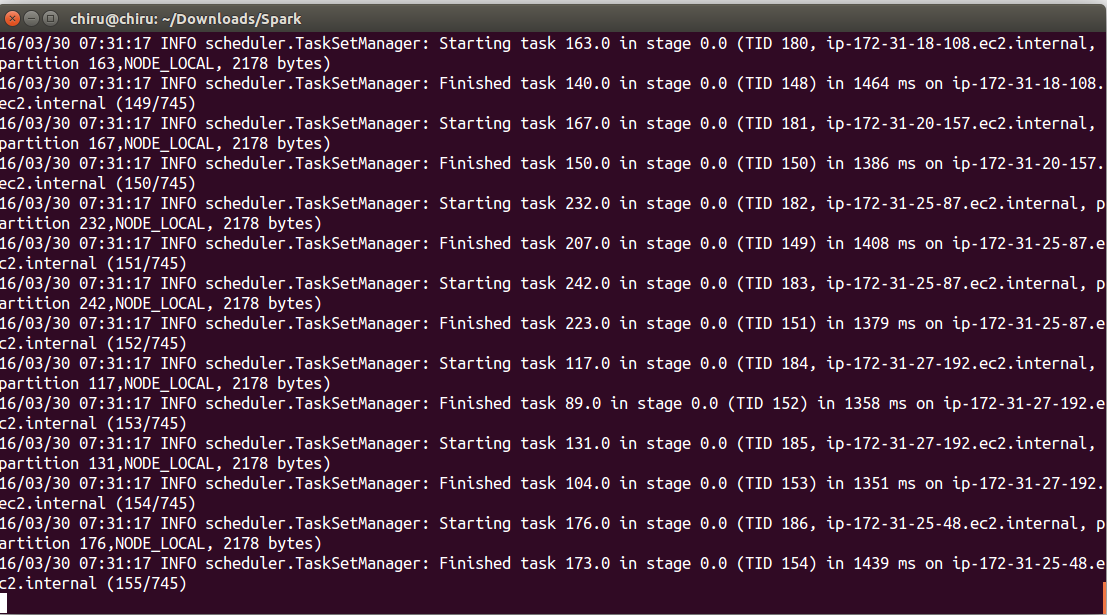 chiru@chiru: ~/Downloads/Spark
16/03/30 07:31:17 INFO scheduler.TaskSetManager: Starting task 163.0 in stage 0.0 (TID 180, ip-172-31-18-108.ec2.internal,
partition 163,NODE_LOCAL, 2178 bytes)
16/03/30 07:31:17 INFO scheduler.TaskSetManager: Finished task 140.0 in stage 0.0 (TID 148) in 1464 ms on ip-172-31-18-108.
ec2.internal (149/745)
16/03/30 07:31:17 INFO scheduler.TaskSetManager: Starting task 167.0 in stage 0.0 (TID 181, ip-172-31-20-157.ec2.internal,
partition 167,NODE_LOCAL, 2178 bytes)
16/03/30 07:31:17 INFO scheduler.TaskSetManager: Finished task 150.0 in stage 0.0 (TID 150) in 1386 ms on ip-172-31-20-157.
ec2.internal (150/745)
16/03/30 07:31:17 INFO scheduler.TaskSetManager: Starting task 232.0 in stage 0.0 (TID 182, ip-172-31-25-87.ec2.internal, p
artition 232,NODE_LOCAL, 2178 bytes)
16/03/30 07:31:17 INFO scheduler.TaskSetManager: Finished task 207.0 in stage 0.0 (TID 149) in 1408 ms on ip-172-31-25-87.e
c2.internal (151/745)
16/03/30 07:31:17 INFO scheduler.TaskSetManager: Starting task 242.0 in stage 0.0 (TID 183, ip-172-31-25-87.ec2.internal, p
artition 242,NODE_LOCAL, 2178 bytes)
16/03/30 07:31:17 INFO scheduler.TaskSetManager: Finished task 223.0 in stage 0.0 (TID 151) in 1379 ms on ip-172-31-25-87.e
c2.internal (152/745)
16/03/30 07:31:17 INFO scheduler.TaskSetManager: Starting task 117.0 in stage 0.0 (TID 184, ip-172-31-27-192.ec2.internal,
partition 117,NODE_LOCAL, 2178 bytes)
16/03/30 07:31:17 INFO scheduler.TaskSetManager: Finished task 89.0 in stage 0.0 (TID 152) in 1358 ms on ip-172-31-27-192.e
c2.internal (153/745)
16/03/30 07:31:17 INFO scheduler.TaskSetManager: Starting task 131.0 in stage 0.0 (TID 185, ip-172-31-27-192.ec2.internal,
partition 131,NODE_LOCAL, 2178 bytes)
16/03/30 07:31:17 INFO scheduler.TaskSetManager: Finished task 104.0 in stage 0.0 (TID 153) in 1351 ms on ip-172-31-27-192.
ec2.internal (154/745)
16/03/30 07:31:17 INFO scheduler.TaskSetManager: Starting task 176.0 in stage 0.0 (TID 186, ip-172-31-25-48.ec2.internal, p
artition 176,NODE_LOCAL, 2178 bytes)
16/03/30 07:31:17 INFO scheduler.TaskSetManager: Finished task 173.0 in stage 0.0 (TID 154) in 1439 ms on ip-172-31-25-48.e
c2.internal (155/745)